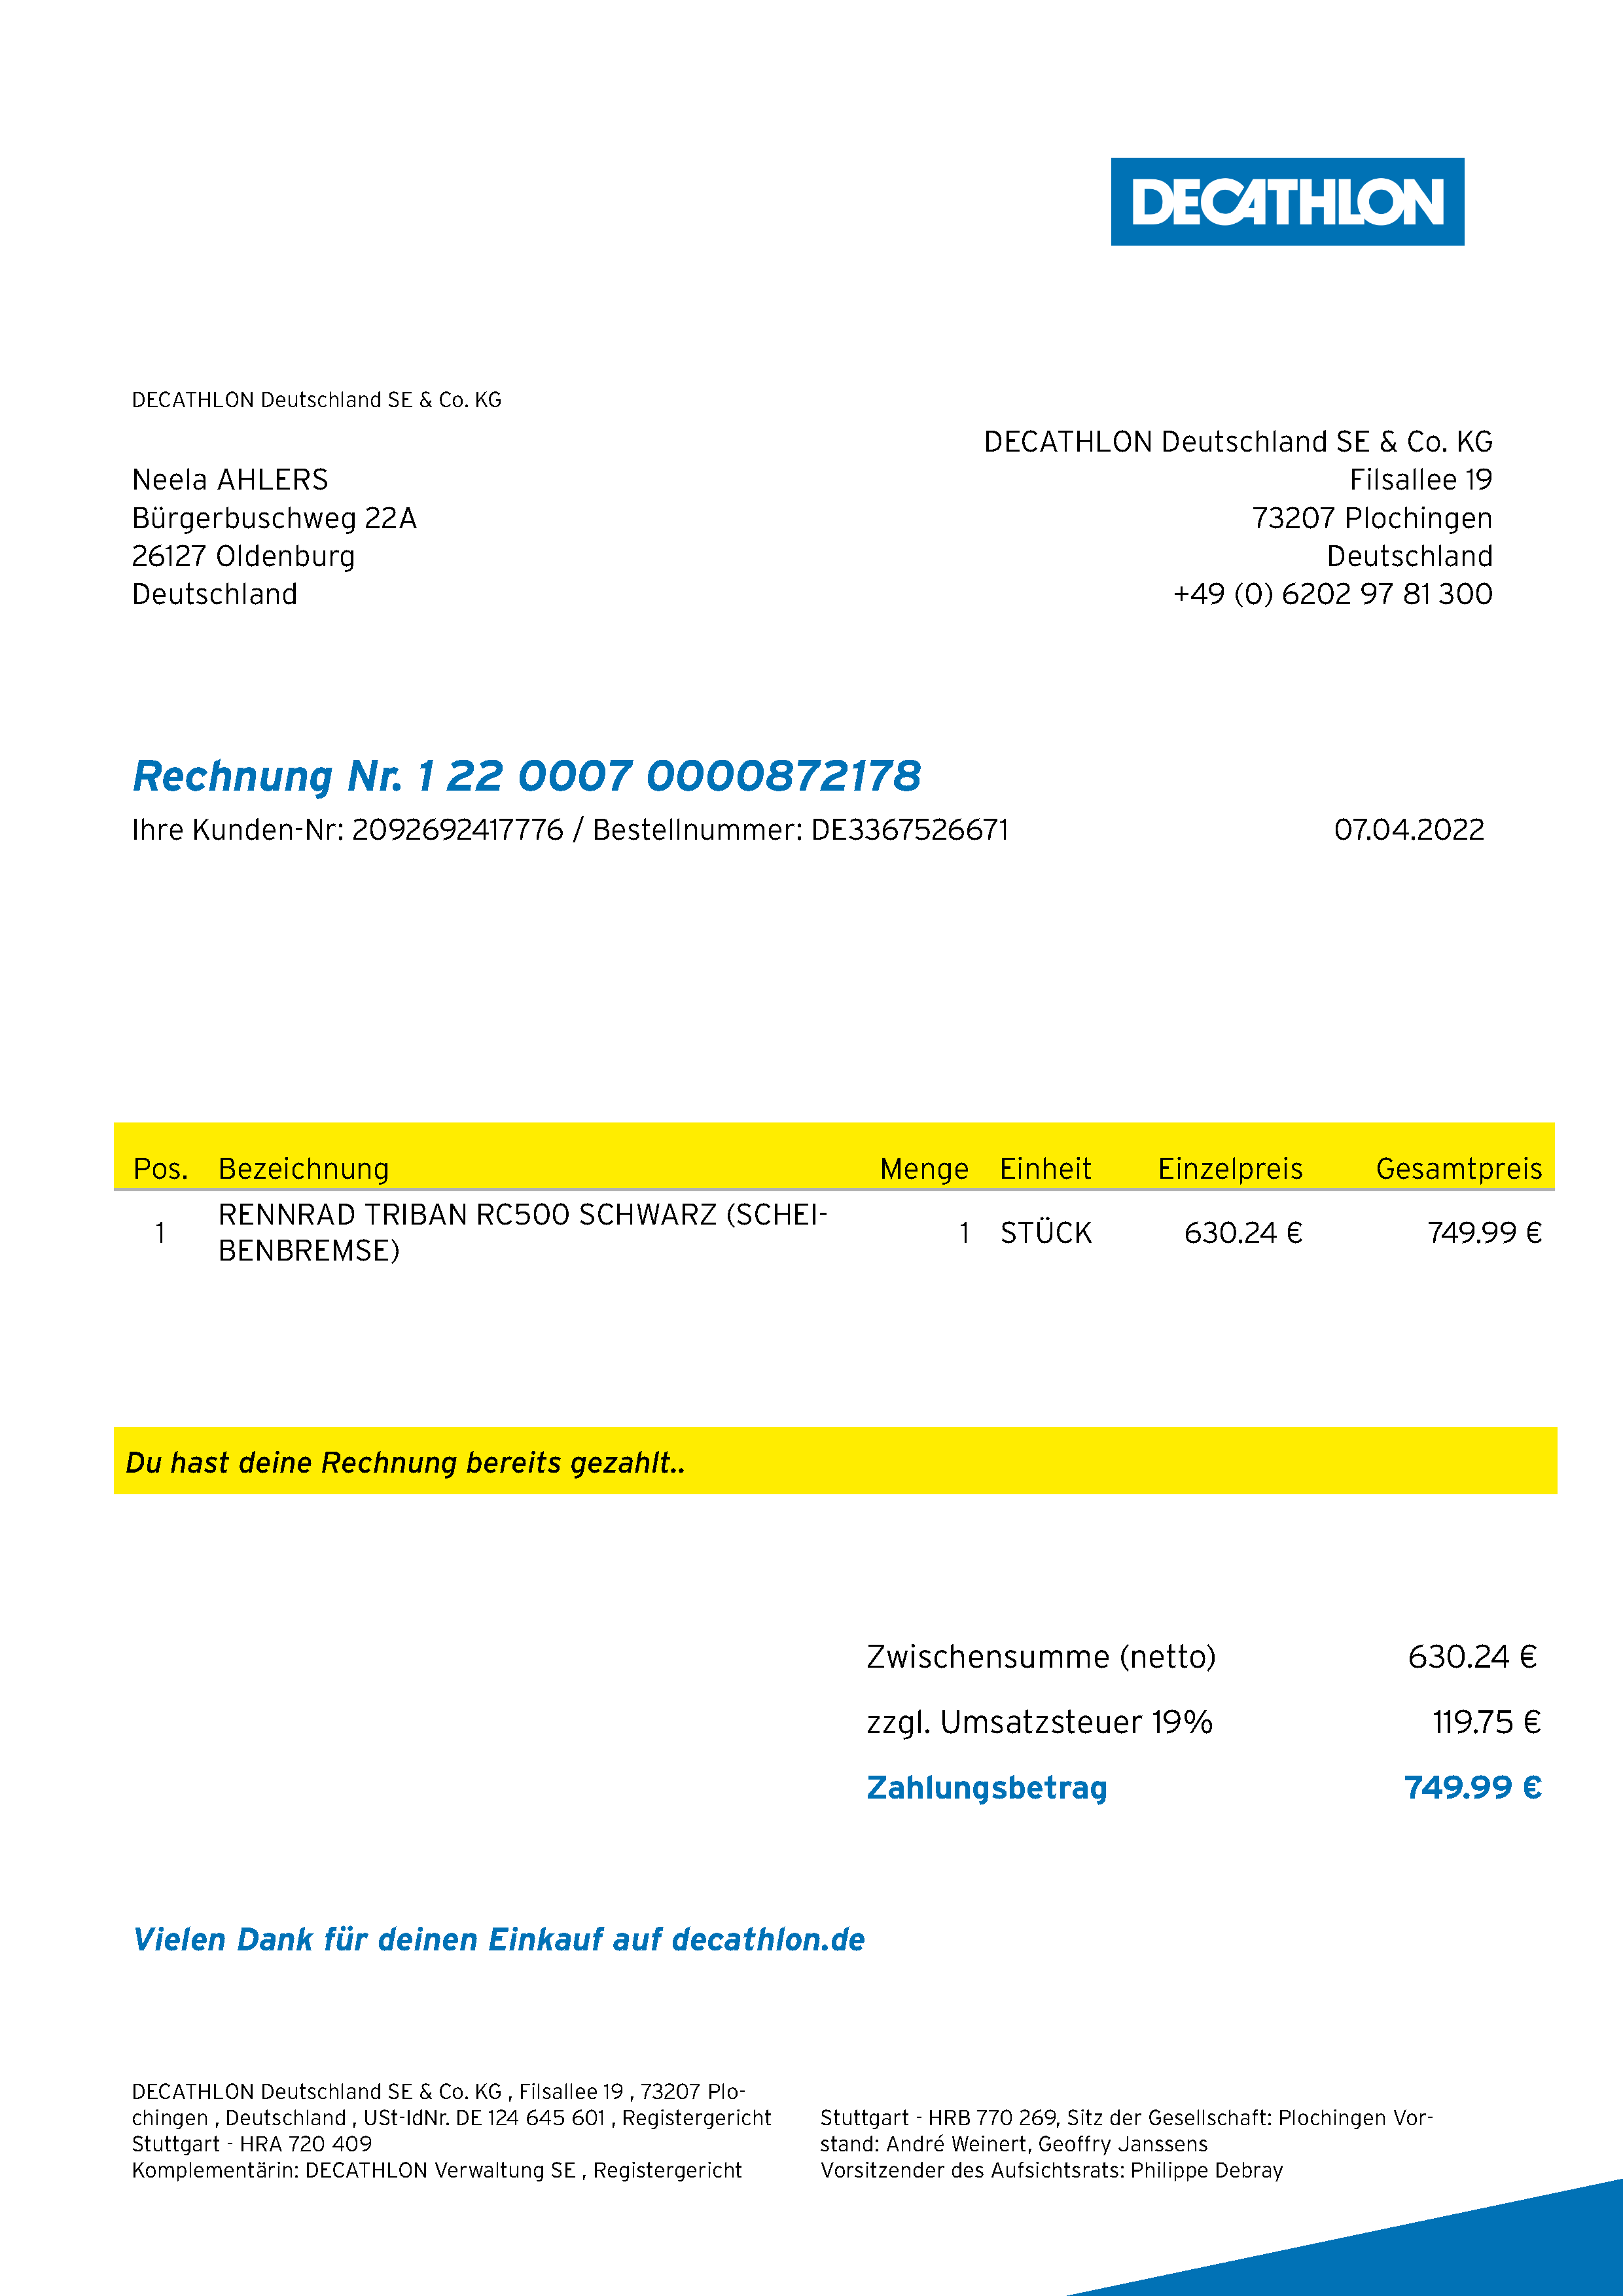 DECATHLON
DECATHLON Deutschland SE & Co. KG
DECATHLON Deutschland SE & Co. KG
Filsallee 19
73207 Plochingen
Deutschland
+49 (0) 6202 97 81 300
Neela AHLERS
Bürgerbuschweg 22A
26127 Oldenburg
Deutschland
Rechnung Nr. 1 22 0007 0000872178
Ihre Kunden-Nr: 2092692417776 / Bestellnummer: DE3367526671 07.04.2022
Pos. Bezeichnung Menge Einheit Einzelpreis Gesamtpreis
1 RENNRAD TRIBAN RC500 SCHWARZ (SCHEI- 1 STÜCK 630.24 € 749.99 €
BENBREMSE)
Du hast deine Rechnung bereits gezahlt..
Zwischensumme (netto) 630.24 €
zzgl. Umsatzsteuer 19% 119.75 €
Zahlungsbetrag 749.99 €
Vielen Dank für deinen Einkauf auf decathlon.de
DECATHLON Deutschland SE & Co. KG , Filsallee 19 , 73207 Plo-
chingen , Deutschland , USt-IdNr. DE 124 645 601 , Registergericht
Stuttgart - HRA 720 409
Komplementärin: DECATHLON Verwaltung SE , Registergericht
Stuttgart - HRB 770 269, Sitz der Gesellschaft: Plochingen Vor-
stand: André Weinert, Geoffry Janssens
Vorsitzender des Aufsichtsrats: Philippe Debray